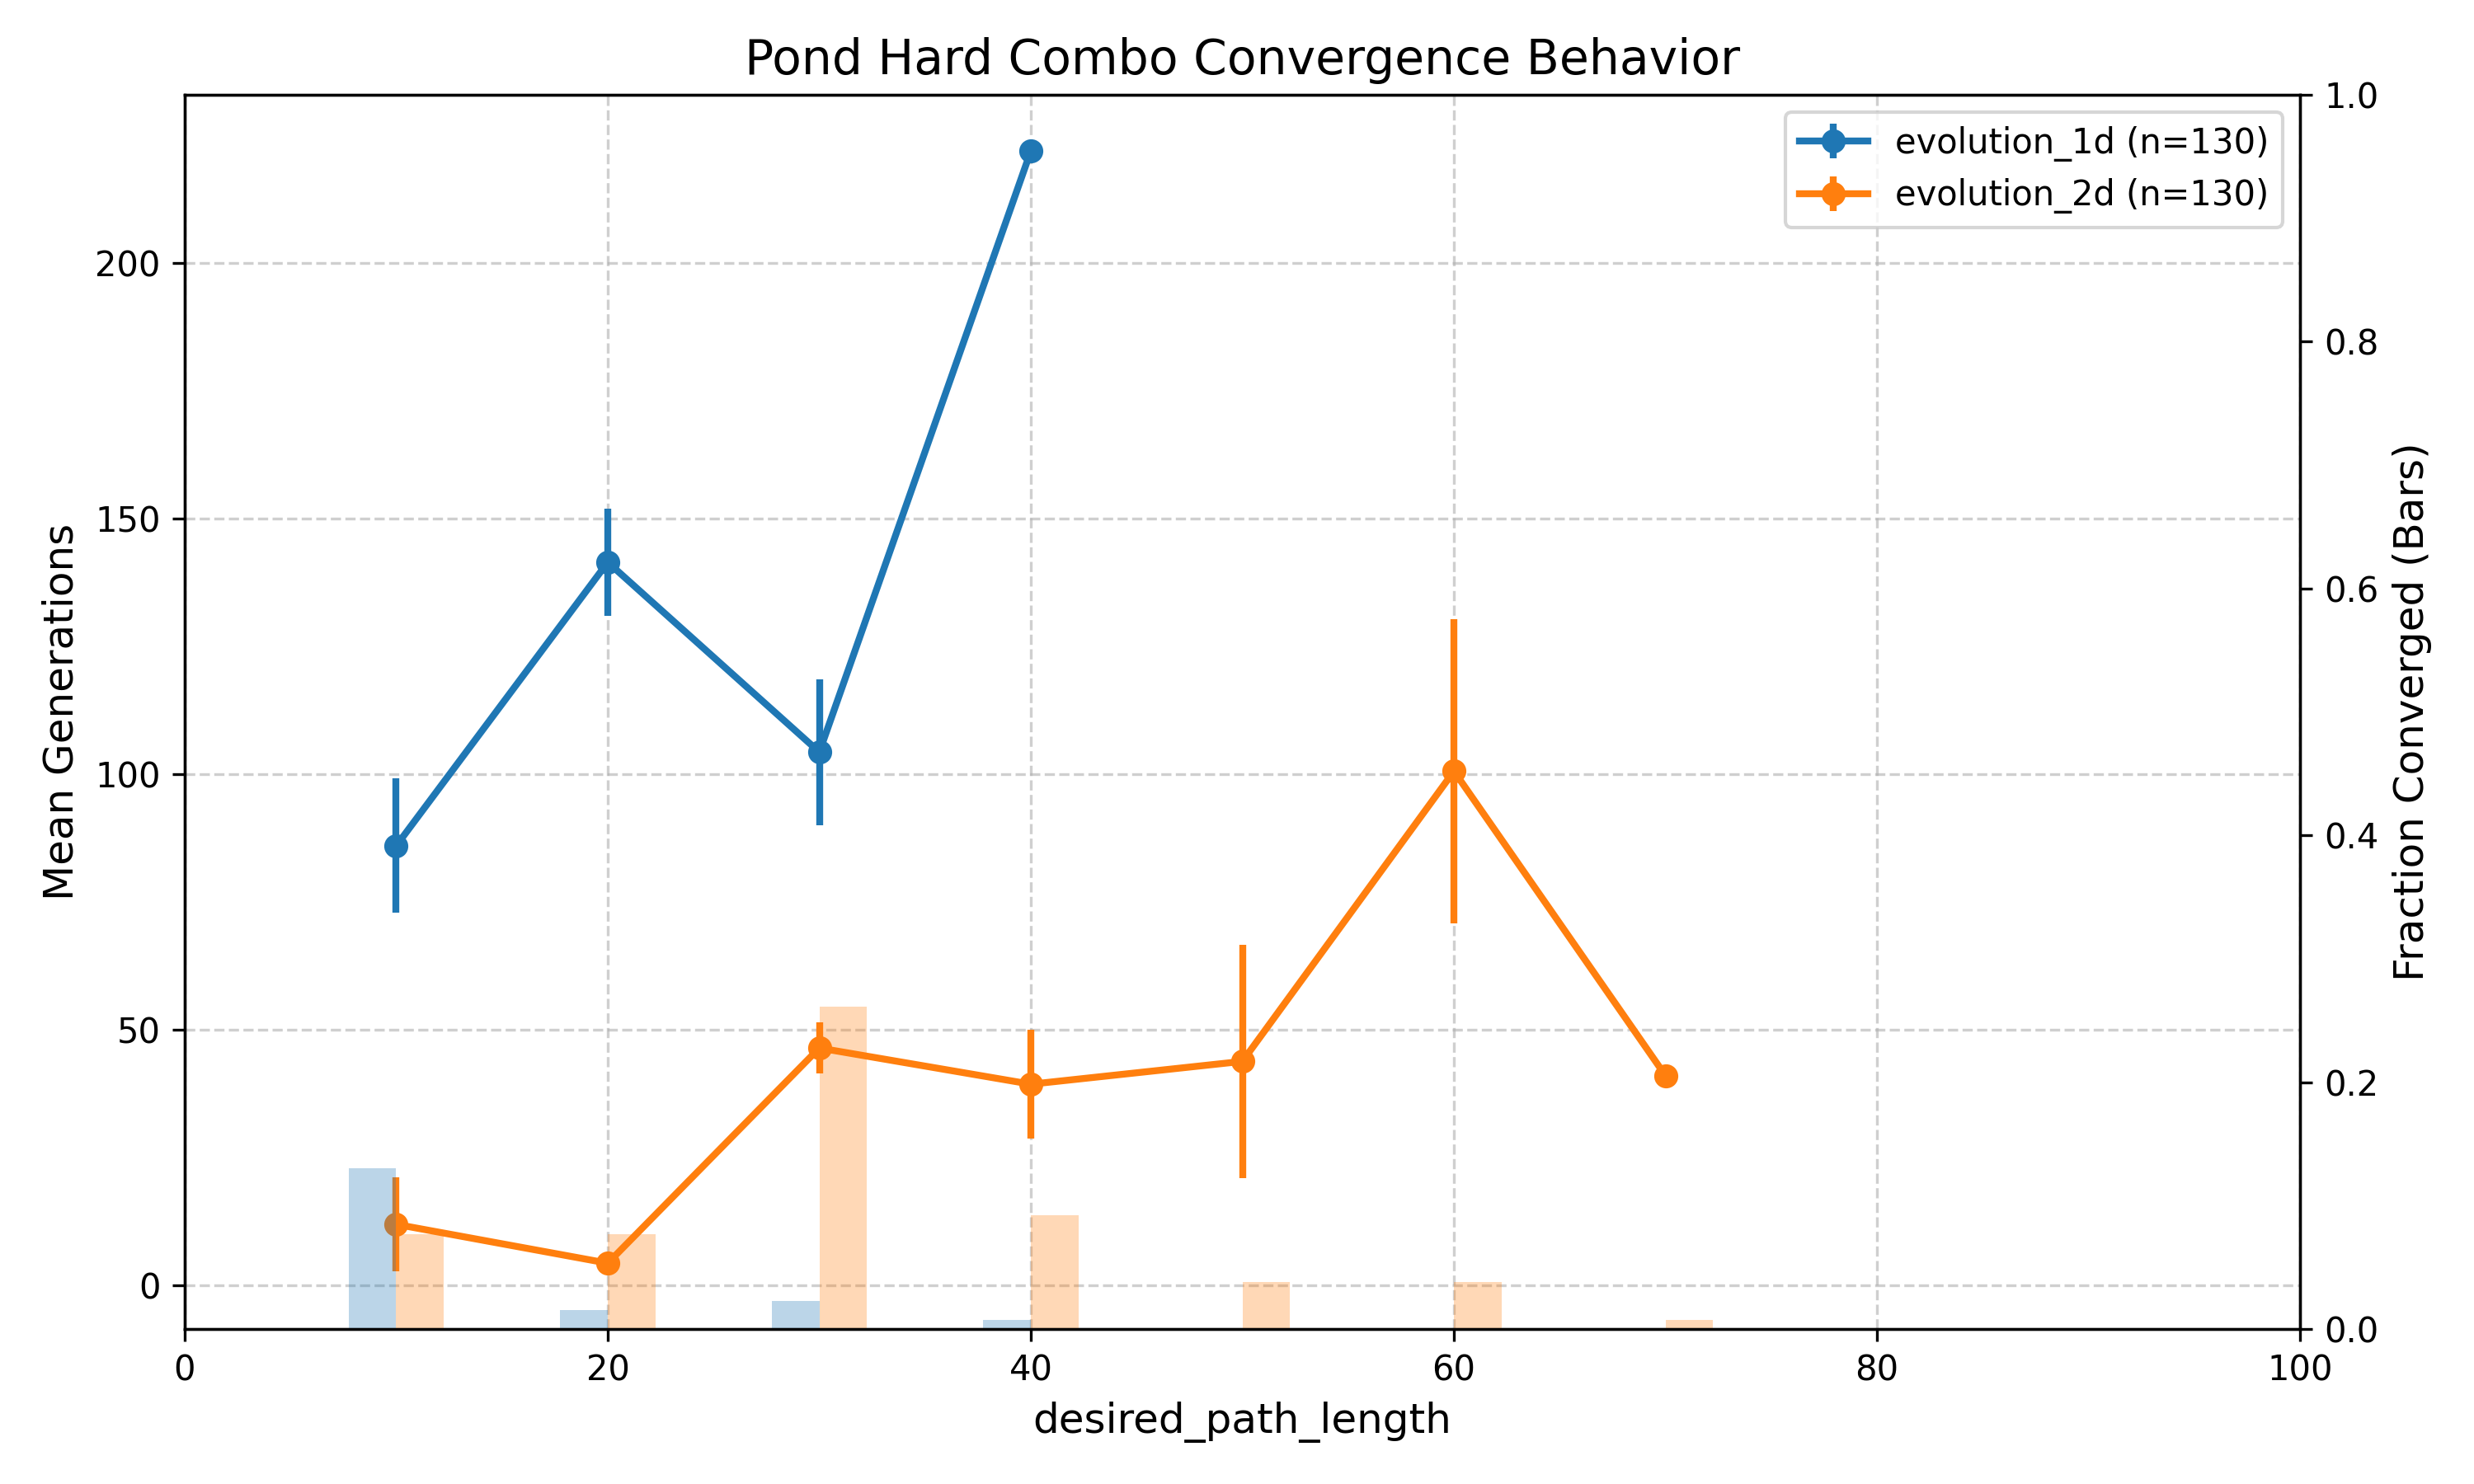 Pond Hard Combo Convergence Behavior
evolution_1d (n=130)
evolution_2d (n=130)
Mean Generations
200
150
100
50
0
1.0
0.8
0.6
0.4
0.2
0.0
Fraction Converged (Bars)
0 20 40 60 80 100
desired_path_length